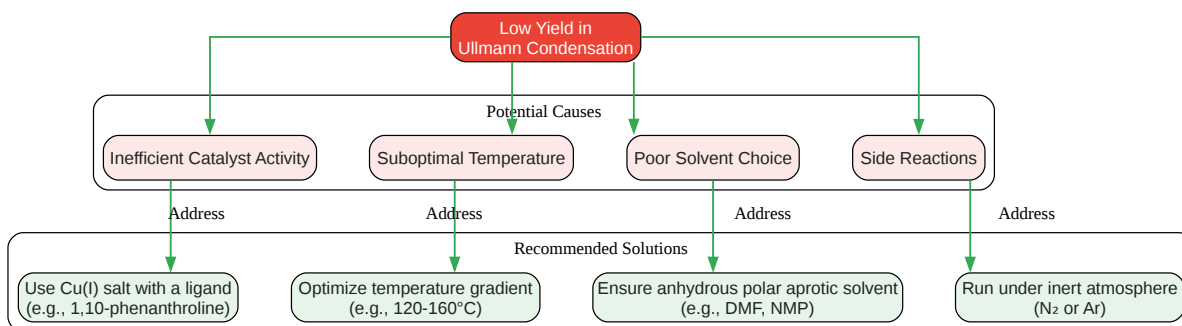 Low Yield in
Ullmann Condensation
Potential Causes
Inefficient Catalyst Activity
Suboptimal Temperature
Poor Solvent Choice
Side Reactions
Address
Address
Address
Address
Recommended Solutions
Use Cu(I) salt with a ligand
(e.g., 1,10-phenanthroline)
Optimize temperature gradient
(e.g., 120-160°C)
Ensure anhydrous polar aprotic solvent
(e.g., DMF, NMP)
Run under inert atmosphere
(N₂ or Ar)